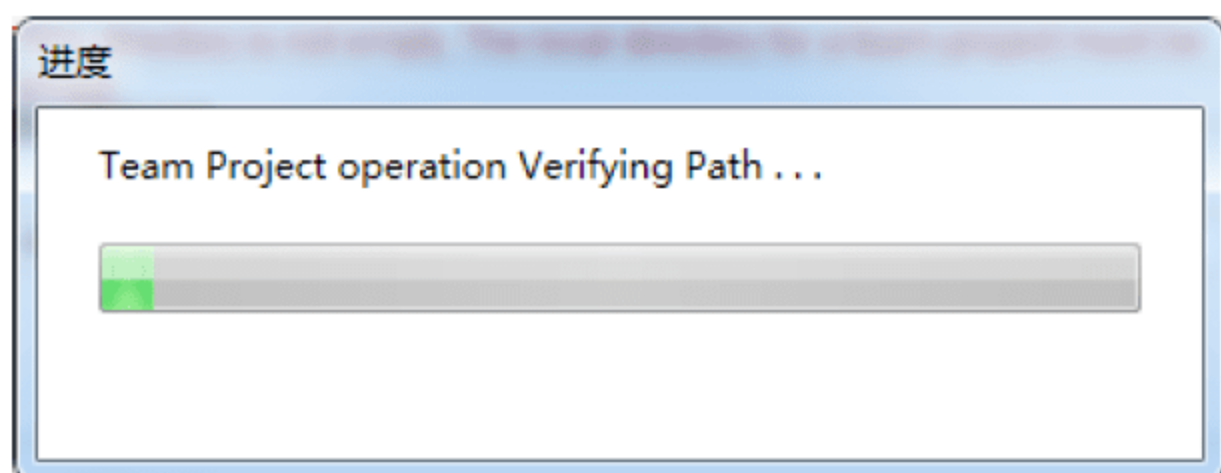 进度
Team Project operation Verifying Path . . .